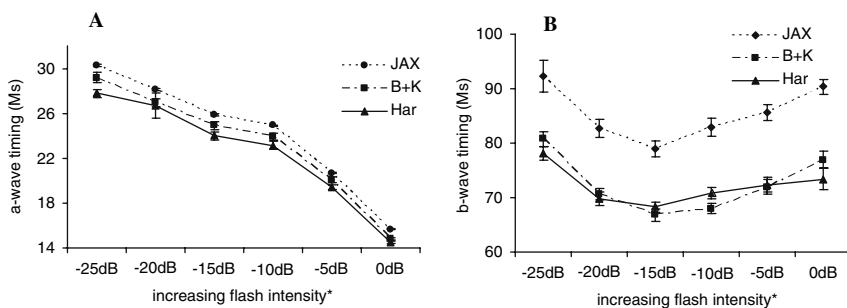 A
JAX
B+K
Har
a-wave timing (Ms)
30
26
22
18
14
-25dB
-20dB
-15dB
-10dB
-5dB
0dB
increasing flash intensity*
B
JAX
B+K
Har
b-wave timing (Ms)
100
90
80
70
60
-25dB
-20dB
-15dB
-10dB
-5dB
0dB
increasing flash intensity*